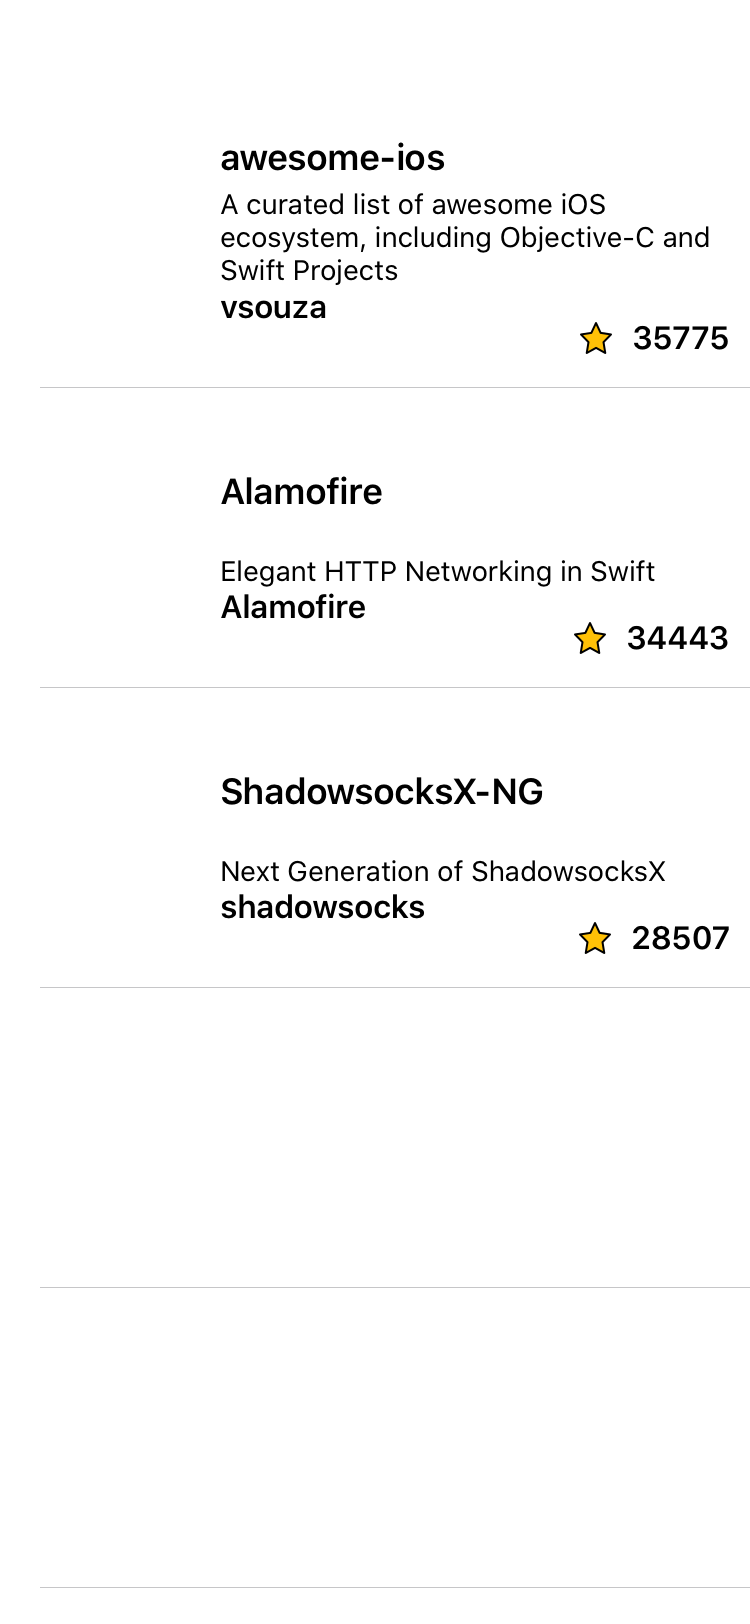 awesome-ios
A curated list of awesome iOS
ecosystem, including Objective-C and
Swift Projects
vsouza
35775
Alamofire
Elegant HTTP Networking in Swift
Alamofire
34443
ShadowsocksX-NG
Next Generation of ShadowsocksX
shadowsocks
28507